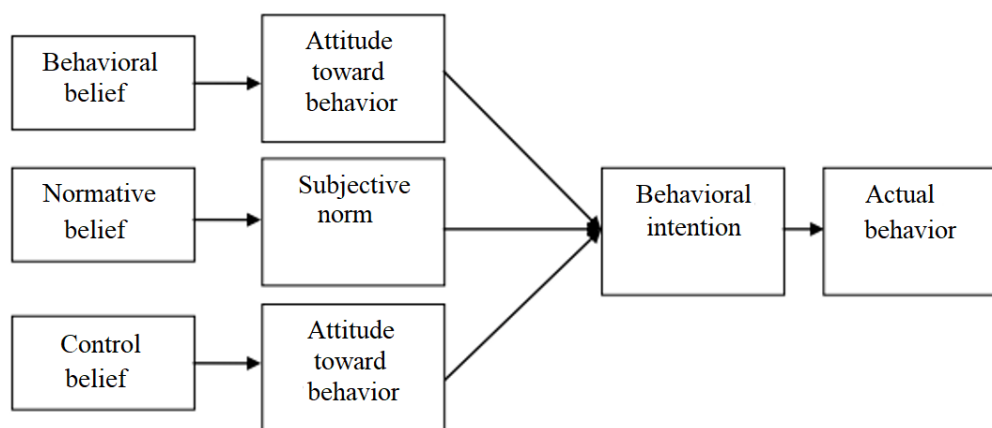 Behavioral
belief
Attitude
toward
behavior
Normative
belief
Subjective
norm
Behavioral
intention
Actual
behavior
Control
belief
Attitude
toward
behavior